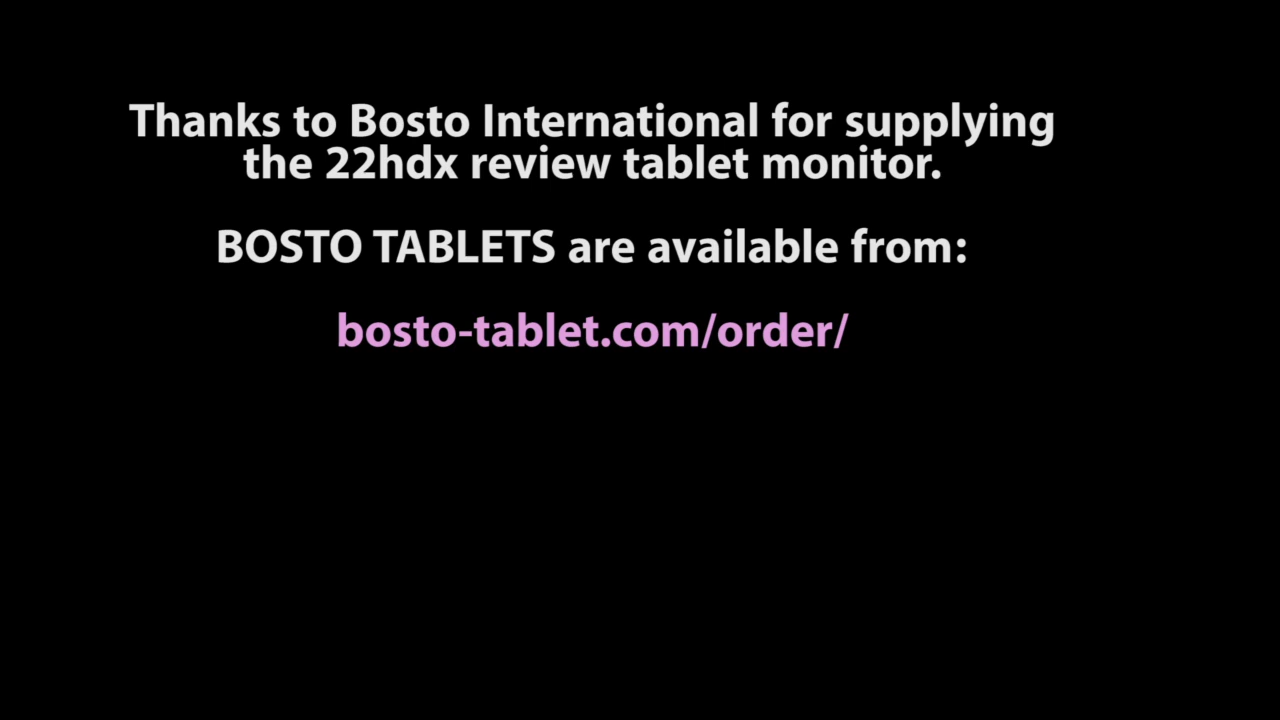 Thanks to Bosto International for supplying
the 22hdx review tablet monitor.
BOSTO TABLETS are available from:
bosto-tablet.com/order/